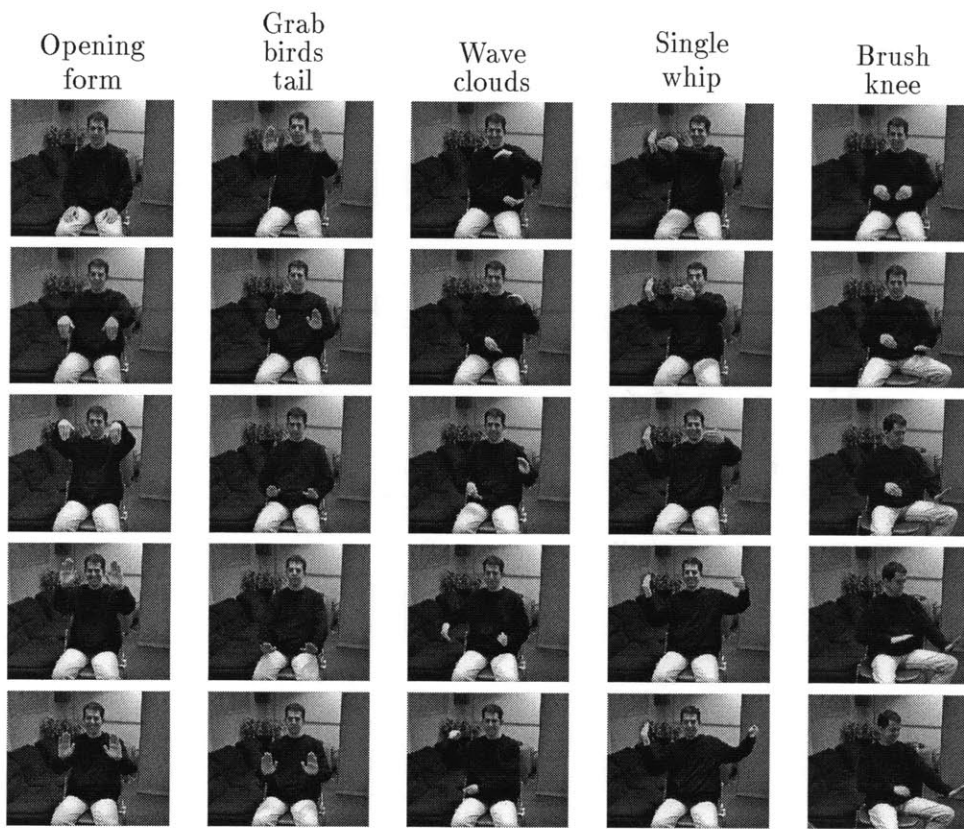 Opening
form
Grab
birds
tail
Wave
clouds
Single
whip
Brush
knee